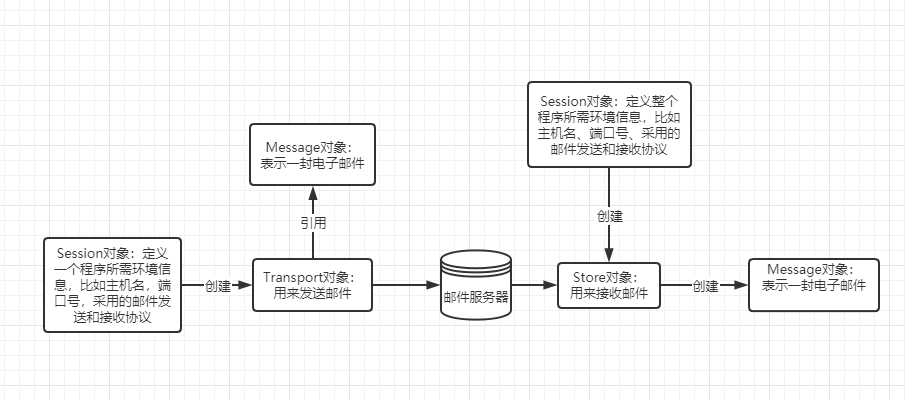 Session对象：定义整个
程序所需环境信息，比如
主机名、端口号、采用的
邮件发送和接收协议
Message对象：
表示一封电子邮件
引用
创建
Session对象：定义
一个程序所需环境信
息，比如主机名，端
口号，采用的邮件发
送和接收协议
创建
Transport对象：
用来发送邮件
邮件服务器
Store对象：
用来接收邮件
创建
Message对象：
表示一封电子邮件